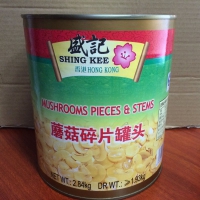 盛記
SHING KEE
香港 HONG KONG
MUSHROOMS PIECES & STEMS
蘑菇碎片罐头
NET WT.: 2.84kg DR.WT.: ≥1.93kg